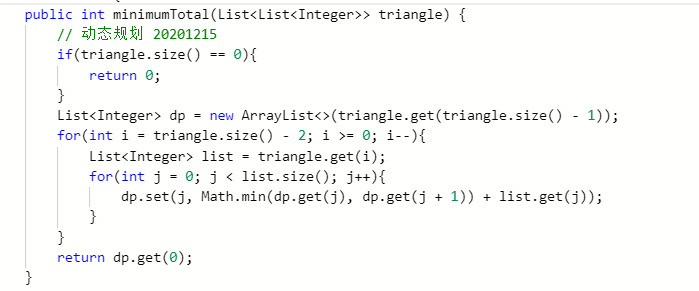 public int minimumTotal(List<List<Integer>> triangle) {
// 动态规划 20201215
if(triangle.size() == 0){
return 0;
}
List<Integer> dp = new ArrayList<>(triangle.get(triangle.size() - 1));
for(int i = triangle.size() - 2; i >= 0; i--){
List<Integer> list = triangle.get(i);
for(int j = 0; j < list.size(); j++){
dp.set(j, Math.min(dp.get(j), dp.get(j + 1)) + list.get(j));
}
}
return dp.get(0);
}